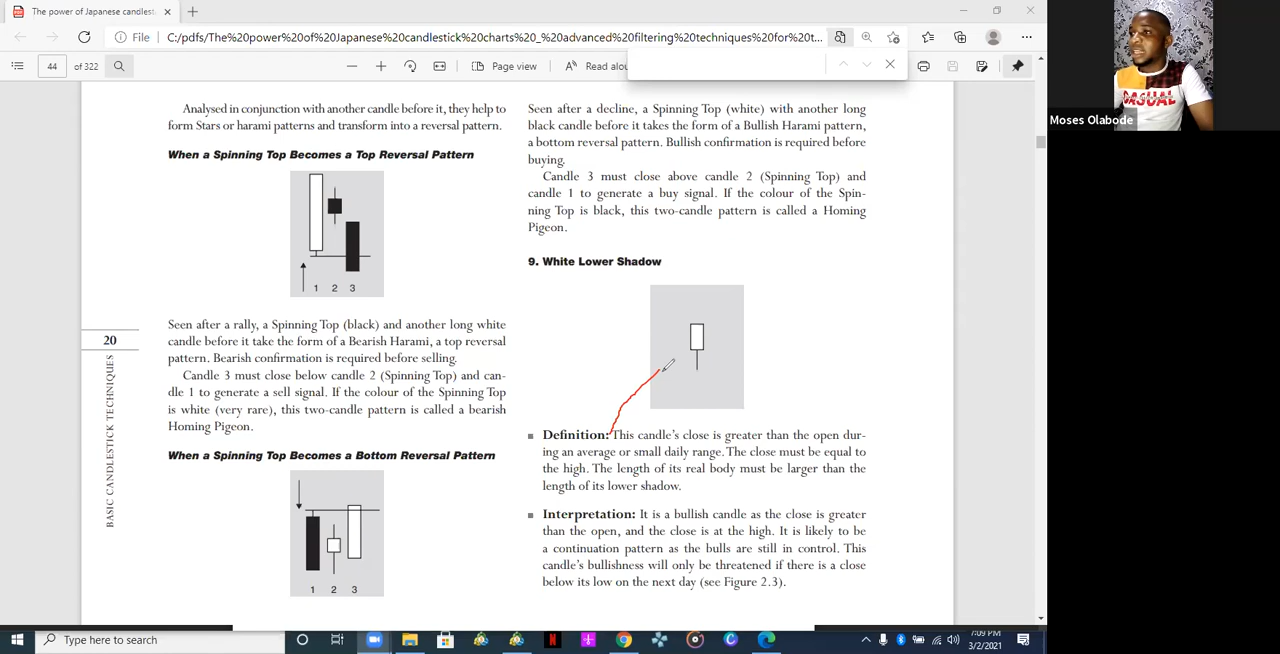 The power of Japanese candlest
File
C:/pdfs/The%20power%20of%20Japanese%20candlestick%20charts%20_%20advanced%20filtering%20techniques%20for%20t...
44
of 322
Page view
Read alou
CASUAL
Moses Olabode
Analysed in conjunction with another candle before it, they help to
form Stars or harami patterns and transform into a reversal pattern.
When a Spinning Top Becomes a Top Reversal Pattern
1 2 3
Seen after a rally, a Spinning Top (black) and another long white
candle before it take the form of a Bearish Harami, a top reversal
pattern. Bearish confirmation is required before selling.
Candle 3 must close below candle 2 (Spinning Top) and can-
dle 1 to generate a sell signal. If the colour of the Spinning Top
is white (very rare), this two-candle pattern is called a bearish
Homing Pigeon.
When a Spinning Top Becomes a Bottom Reversal Pattern
1 2 3
20
BASIC CANDLESTICK TECHNIQUES
Seen after a decline, a Spinning Top (white) with another long
black candle before it takes the form of a Bullish Harami pattern,
a bottom reversal pattern. Bullish confirmation is required before
buying.
Candle 3 must close above candle 2 (Spinning Top) and
candle 1 to generate a buy signal. If the colour of the Spin-
ning Top is black, this two-candle pattern is called a Homing
Pigeon.
9. White Lower Shadow
Definition: This candle's close is greater than the open dur-
ing an average or small daily range. The close must be equal to
the high. The length of its real body must be larger than the
length of its lower shadow.
Interpretation: It is a bullish candle as the close is greater
than the open, and the close is at the high. It is likely to be
a continuation pattern as the bulls are still in control. This
candle's bullishness will only be threatened if there is a close
below its low on the next day (see Figure 2.3).
Type here to search
7:09 PM
3/2/2021